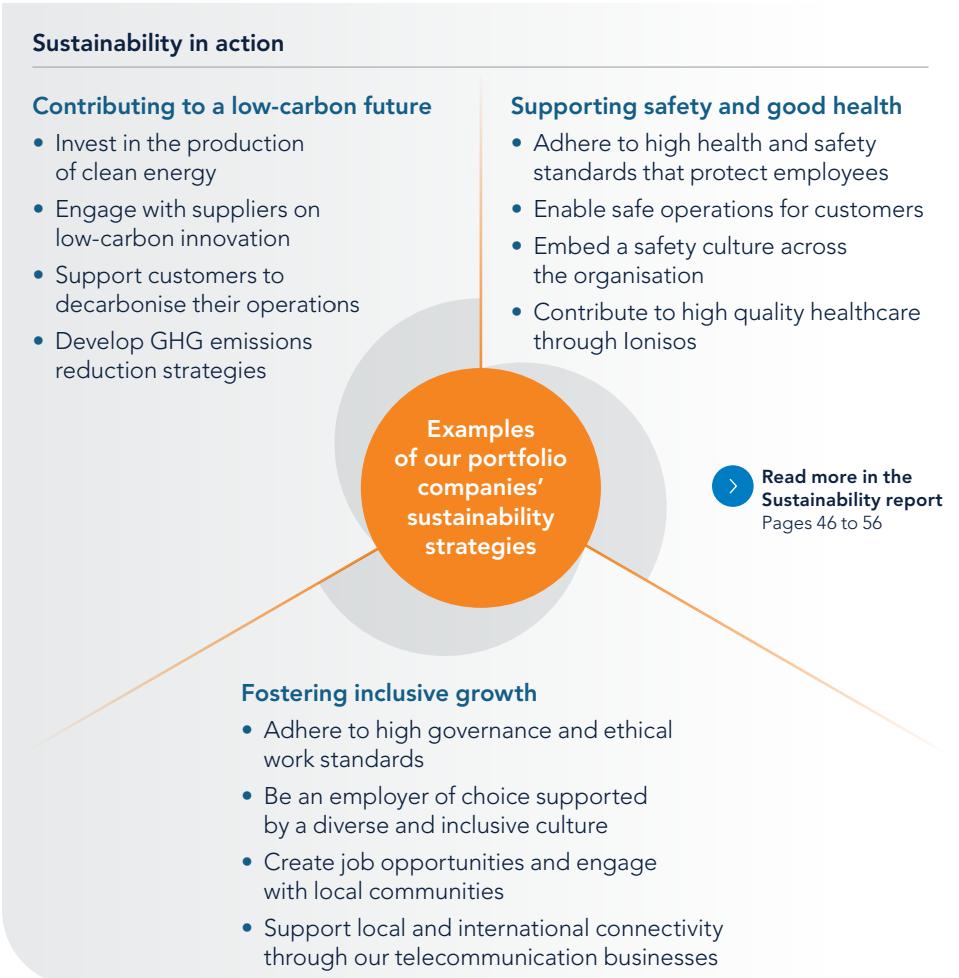 Sustainability in action
Contributing to a low-carbon future
• Invest in the production
of clean energy
• Engage with suppliers on
low-carbon innovation
• Support customers to
decarbonise their operations
• Develop GHG emissions
reduction strategies
Supporting safety and good health
• Adhere to high health and safety
standards that protect employees
• Enable safe operations for customers
• Embed a safety culture across
the organisation
• Contribute to high quality healthcare
through Ionisos
Examples
of our portfolio
companies’
sustainability
strategies
Read more in the
Sustainability report
Pages 46 to 56
Fostering inclusive growth
• Adhere to high governance and ethical
work standards
• Be an employer of choice supported
by a diverse and inclusive culture
• Create job opportunities and engage
with local communities
• Support local and international connectivity
through our telecommunication businesses